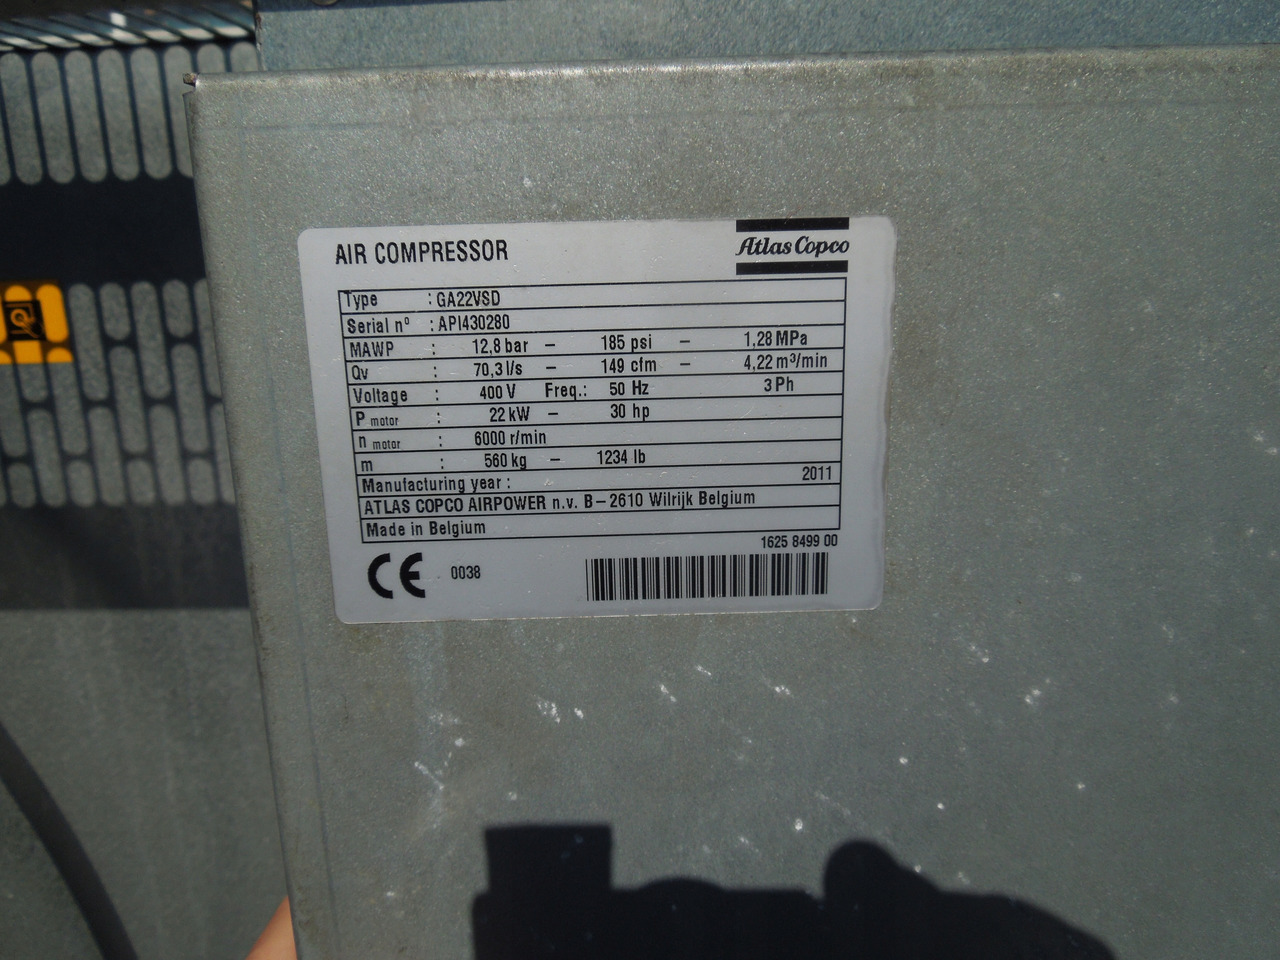 AIR COMPRESSOR
Atlas Copco
Type : GA22VSD
Serial nº : API430280
MAWP : 12,8 bar – 185 psi – 1,28 MPa
Qv : 70,3 l/s – 149 cfm – 4,22 m³/min
Voltage : 400 V Freq.: 50 Hz 3 Ph
P motor : 22 kW – 30 hp
n motor : 6000 r/min
m : 560 kg – 1234 lb
Manufacturing year : 2011
ATLAS COPCO AIRPOWER n.v. B – 2610 Wilrijk Belgium
Made in Belgium
1625 8499 00
CE 0038